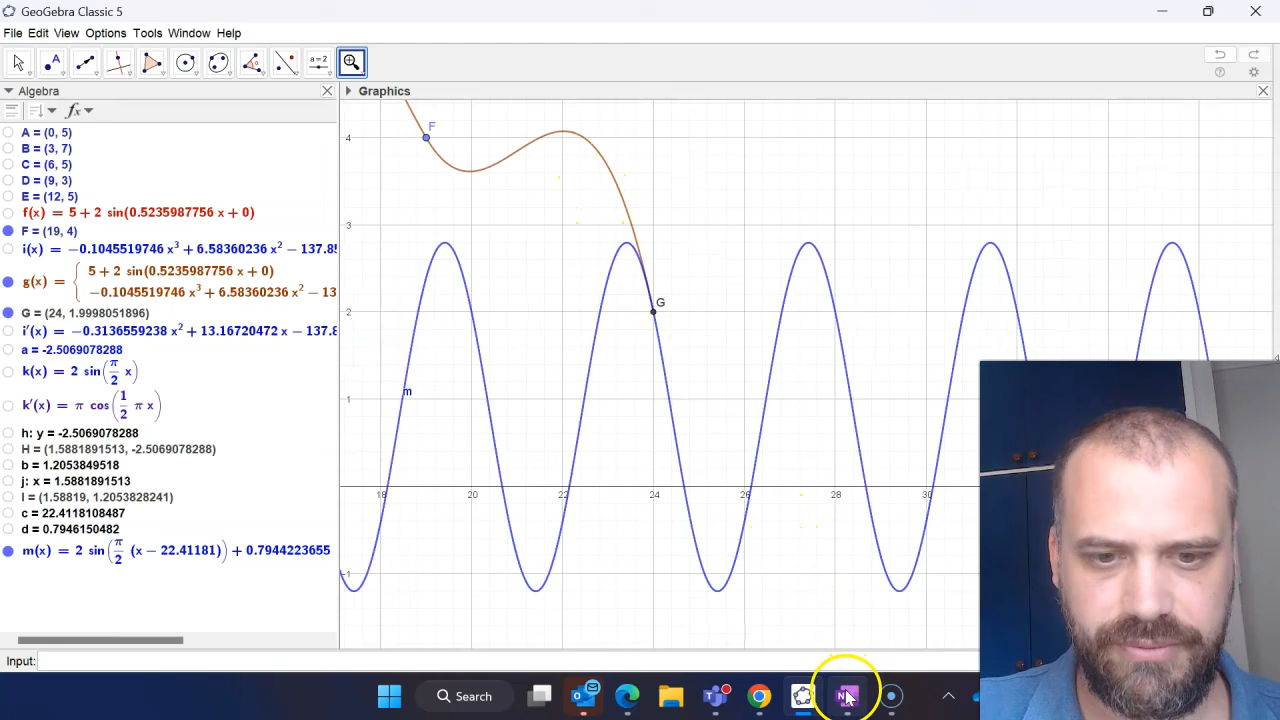 GeoGebra Classic 5
File Edit View Options Tools Window Help
a=2
Algebra
Graphics
fx
A = (0, 5)
B = (3, 7)
C = (6, 5)
D = (9, 3)
E = (12, 5)
f(x) = 5 + 2 sin(0.5235987756 x + 0)
F = (19, 4)
i(x) = −0.1045519746 x³ + 6.58360236 x² − 137.85
g(x) = { 5 + 2 sin(0.5235987756 x + 0)
−0.1045519746 x³ + 6.58360236 x² − 13
G = (24, 1.9998051896)
i′(x) = −0.3136559238 x² + 13.16720472 x − 137.8
a = -2.5069078288
k(x) = 2 sin(π/2 x)
k′(x) = π cos(1/2 π x)
h: y = -2.5069078288
H = (1.5881891513, -2.5069078288)
b = 1.2053849518
j: x = 1.5881891513
I = (1.58819, 1.2053828241)
c = 22.4118108487
d = 0.7946150482
m(x) = 2 sin(π/2 (x − 22.41181)) + 0.7944223655
F
G
m
4
3
2
1
-1
18 20 22 24 26 28 30
Input:
Search